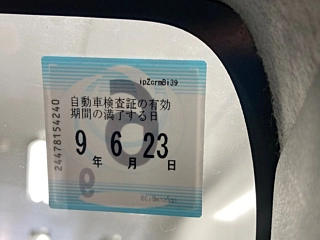 ipZcrmBi39
自動車検査証の有効
期間の満了する日
9 6 23
年 月 日
24478154240